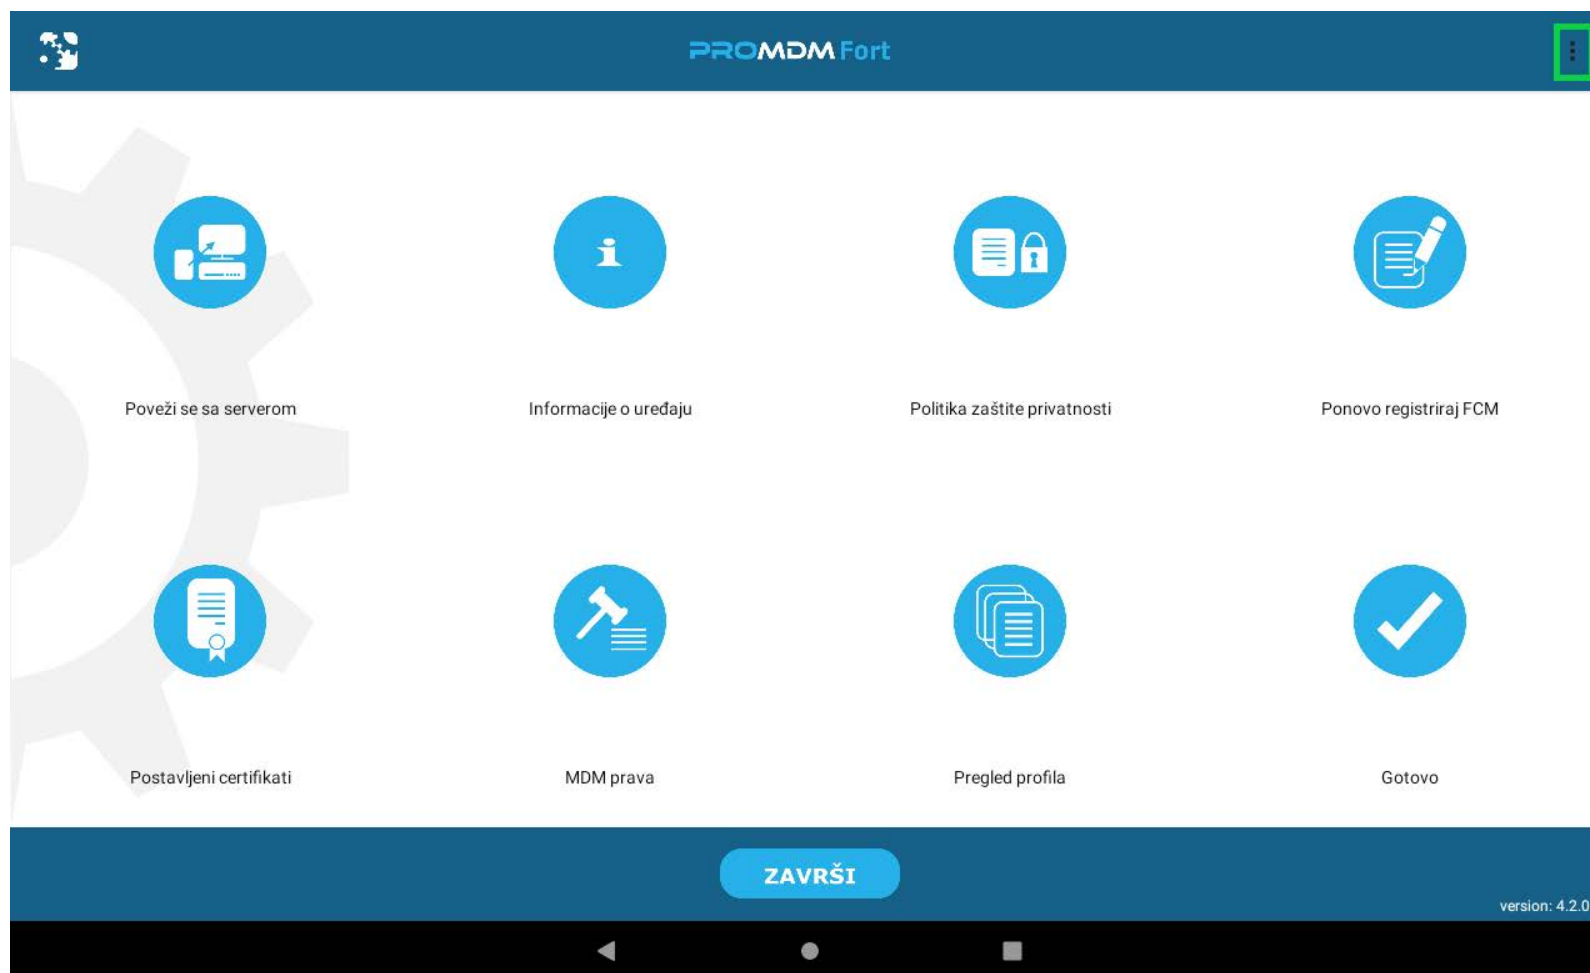 PROMDM Fort
Poveži se sa serverom
Informacije o uređaju
Politika zaštite privatnosti
Ponovo registriraj FCM
Postavljeni certifikati
MDM prava
Pregled profila
Gotovo
ZAVRŠI
version: 4.2.0